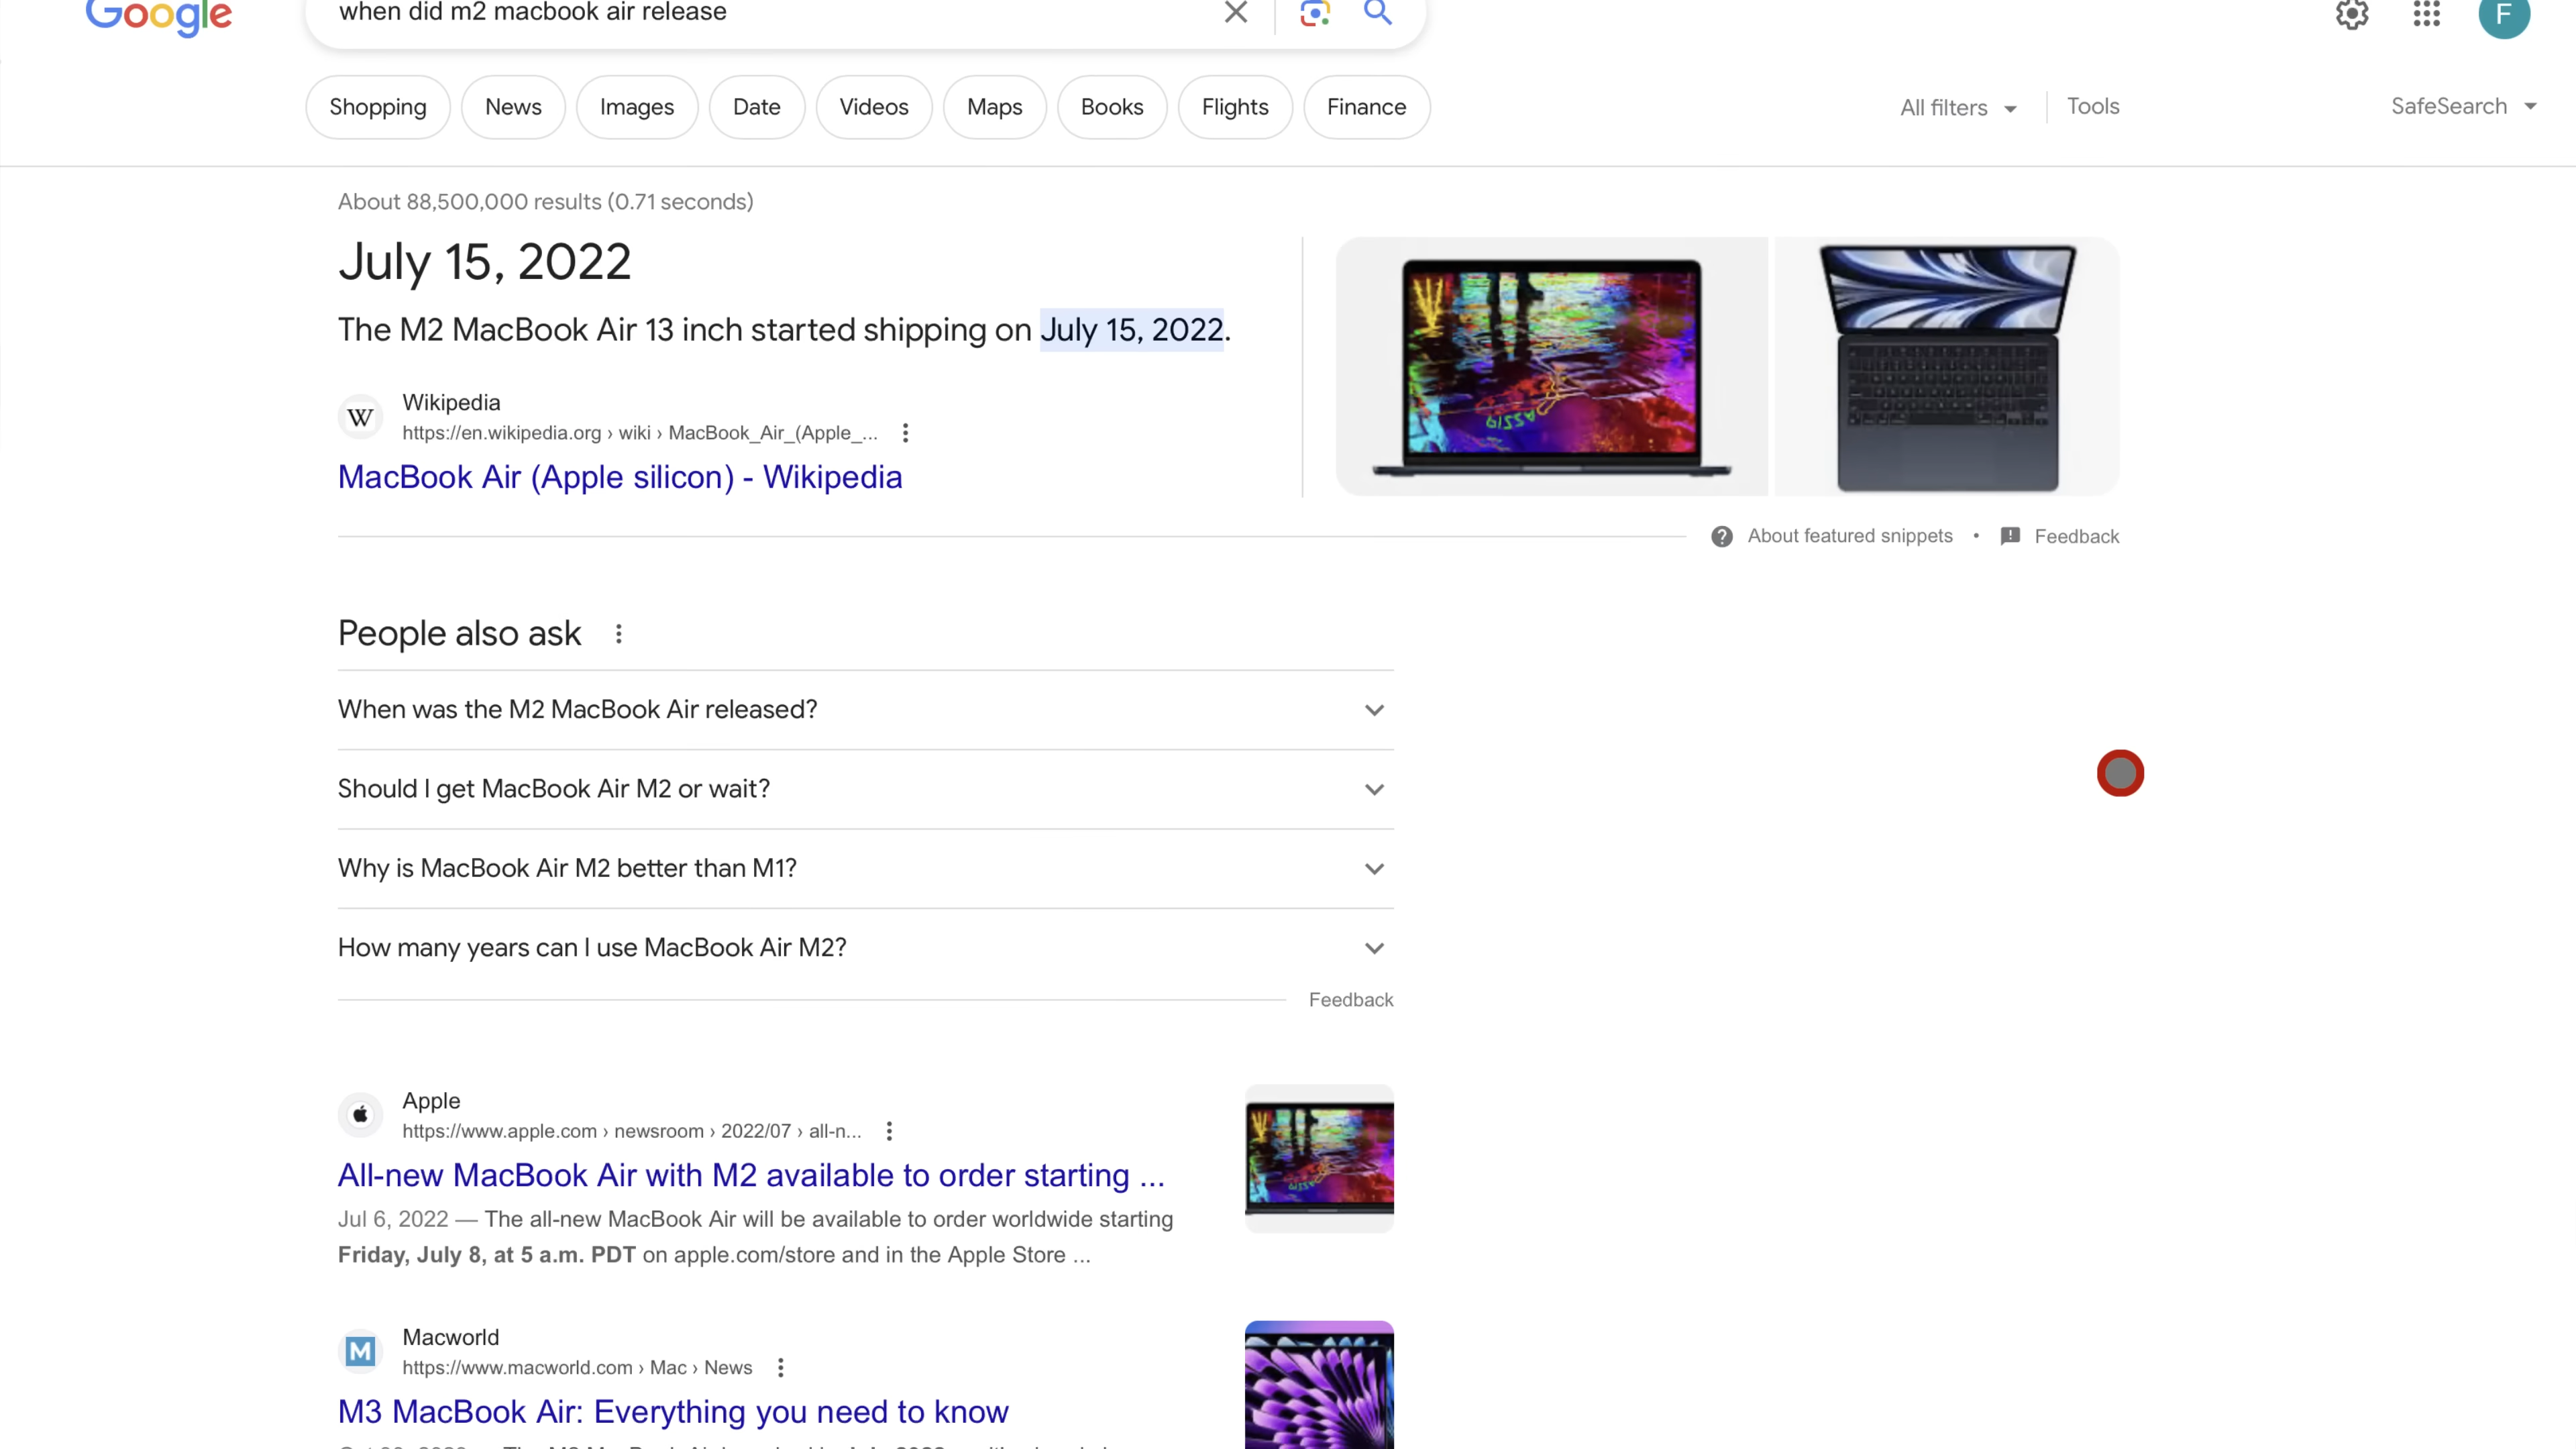 Google
when did m2 macbook air release
F
Shopping
News
Images
Date
Videos
Maps
Books
Flights
Finance
All filters
Tools
SafeSearch
About 88,500,000 results (0.71 seconds)
July 15, 2022
The M2 MacBook Air 13 inch started shipping on July 15, 2022.
W
Wikipedia
https://en.wikipedia.org › wiki › MacBook_Air_(Apple_...
MacBook Air (Apple silicon) - Wikipedia
About featured snippets • Feedback
People also ask
When was the M2 MacBook Air released?
Should I get MacBook Air M2 or wait?
Why is MacBook Air M2 better than M1?
How many years can I use MacBook Air M2?
Feedback
Apple
https://www.apple.com › newsroom › 2022/07 › all-n...
All-new MacBook Air with M2 available to order starting ...
Jul 6, 2022 — The all-new MacBook Air will be available to order worldwide starting
Friday, July 8, at 5 a.m. PDT on apple.com/store and in the Apple Store ...
M
Macworld
https://www.macworld.com › Mac › News
M3 MacBook Air: Everything you need to know